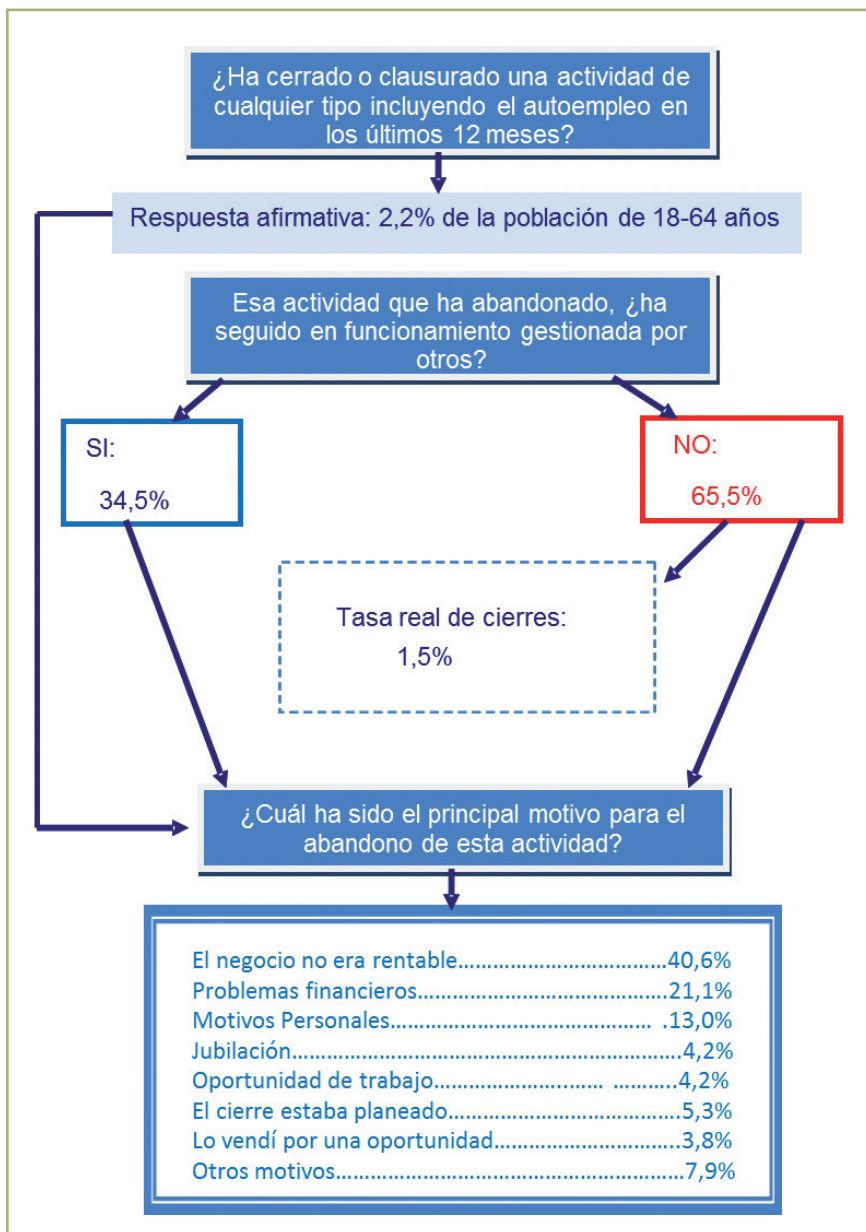 ¿Ha cerrado o clausurado una actividad de
cualquier tipo incluyendo el autoempleo en
los últimos 12 meses?
Respuesta afirmativa: 2,2% de la población de 18-64 años
Esa actividad que ha abandonado, ¿ha
seguido en funcionamiento gestionada por
otros?
SI:
34,5%
NO:
65,5%
Tasa real de cierres:
1,5%
¿Cuál ha sido el principal motivo para el
abandono de esta actividad?
El negocio no era rentable……………………………….40,6%
Problemas financieros…………………………………….21,1%
Motivos Personales……………………………… .13,0%
Jubilación………………………………………………….4,2%
Oportunidad de trabajo……………..…… ………..4,2%
El cierre estaba planeado…………………………….5,3%
Lo vendí por una oportunidad……………………..3,8%
Otros motivos……………………………………………7,9%